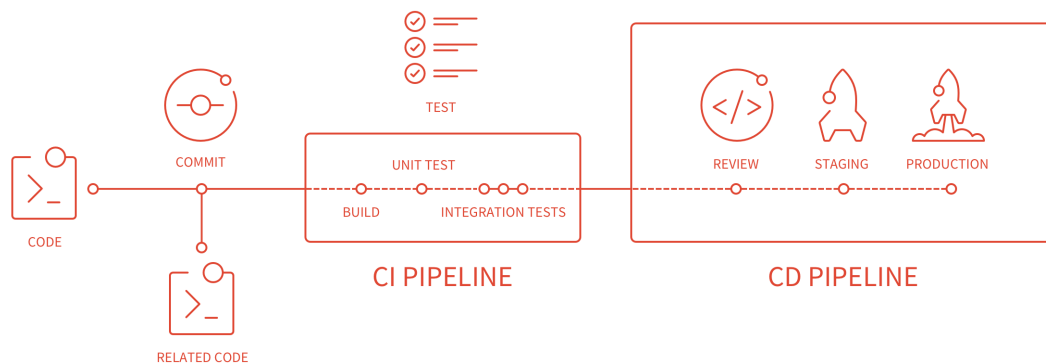 TEST
COMMIT
UNIT TEST
REVIEW
STAGING
PRODUCTION
BUILD
INTEGRATION TESTS
CODE
CI PIPELINE
CD PIPELINE
RELATED CODE